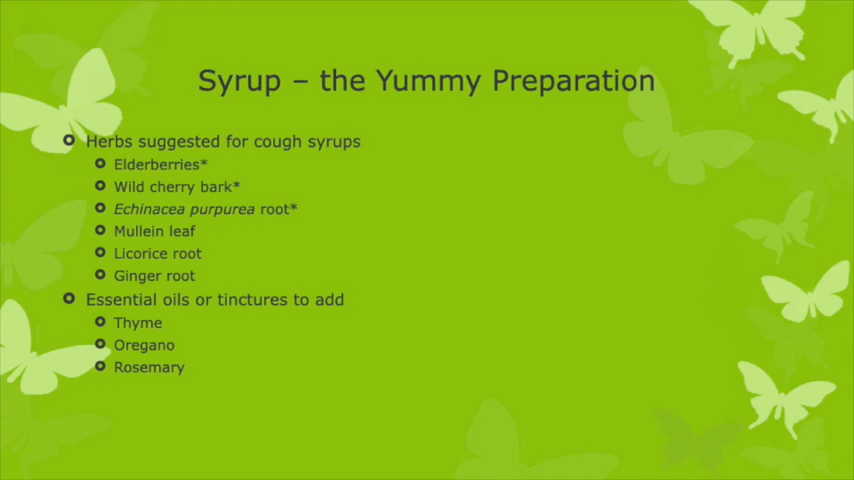 Syrup – the Yummy Preparation
Herbs suggested for cough syrups
Elderberries*
Wild cherry bark*
Echinacea purpurea root*
Mullein leaf
Licorice root
Ginger root
Essential oils or tinctures to add
Thyme
Oregano
Rosemary